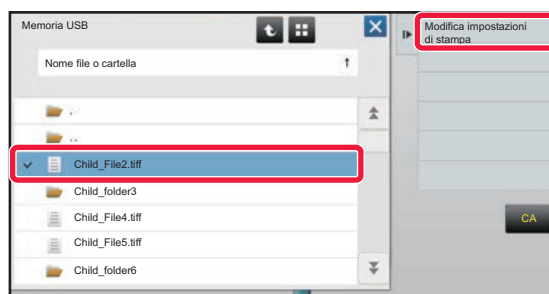 Memoria USB
Modifica impostazioni
di stampa
Nome file o cartella
.
..
Child_File2.tiff
Child_folder3
Child_File4.tiff
Child_File5.tiff
Child_folder6
CA